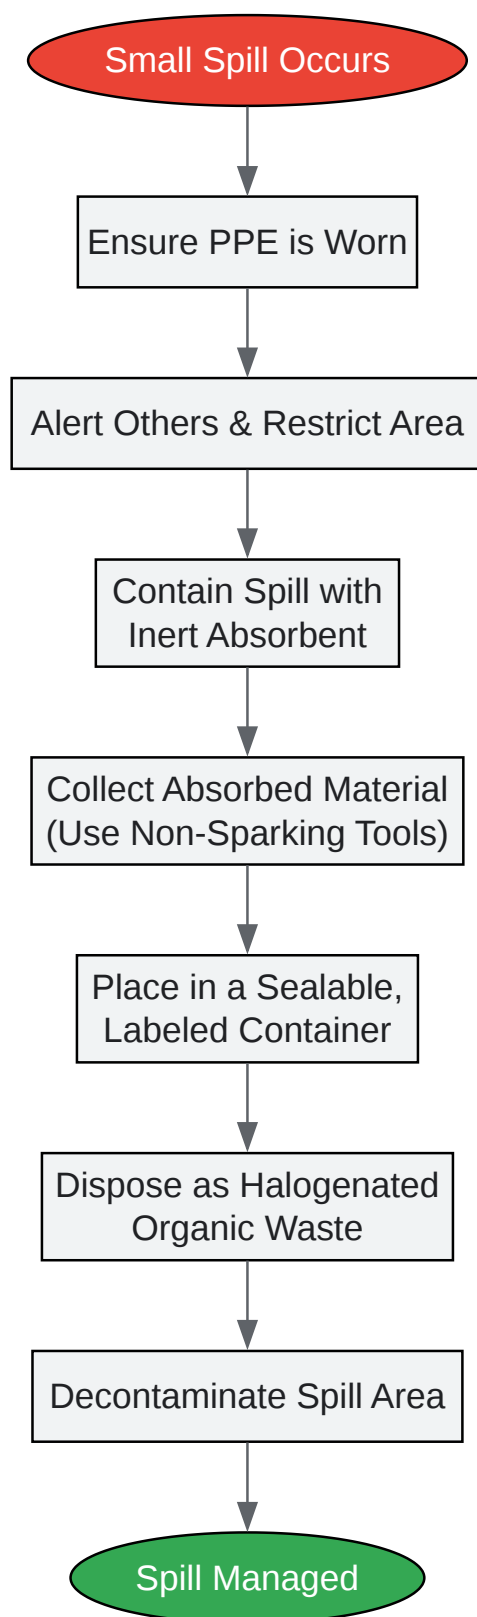 Small Spill Occurs
Ensure PPE is Worn
Alert Others & Restrict Area
Contain Spill with
Inert Absorbent
Collect Absorbed Material
(Use Non-Sparking Tools)
Place in a Sealable,
Labeled Container
Dispose as Halogenated
Organic Waste
Decontaminate Spill Area
Spill Managed